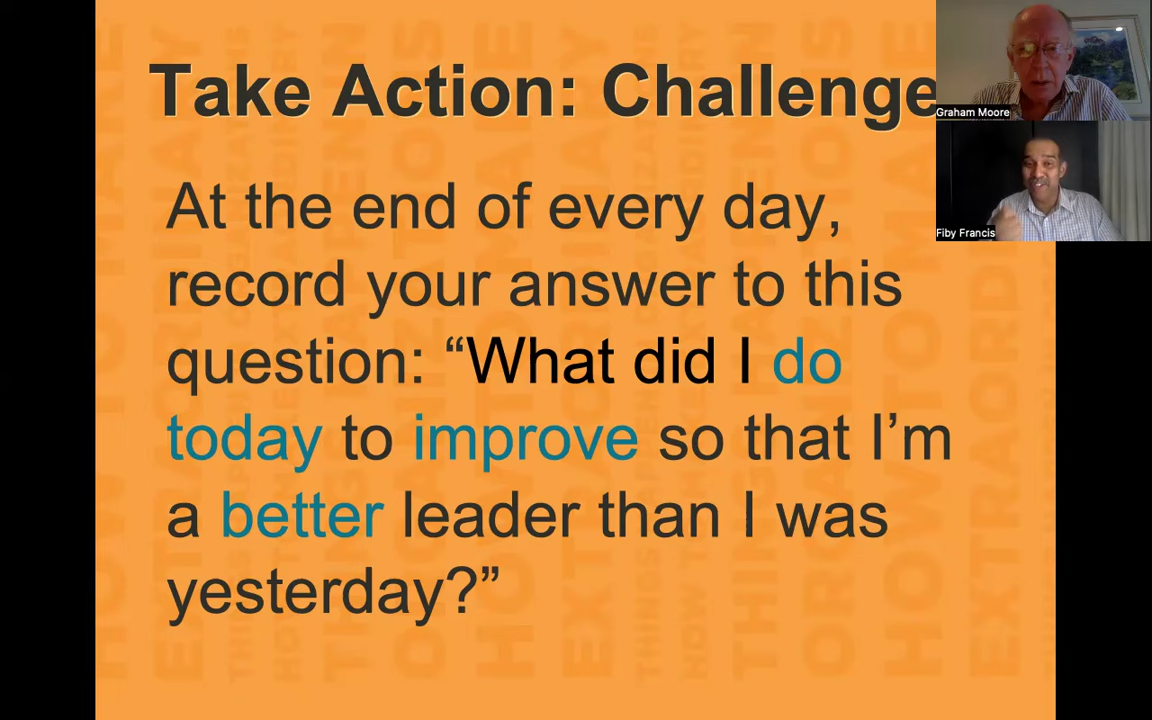 Take Action: Challenge
At the end of every day,
record your answer to this
question: “What did I do
today to improve so that I’m
a better leader than I was
yesterday?”
Graham Moore
Fiby Francis